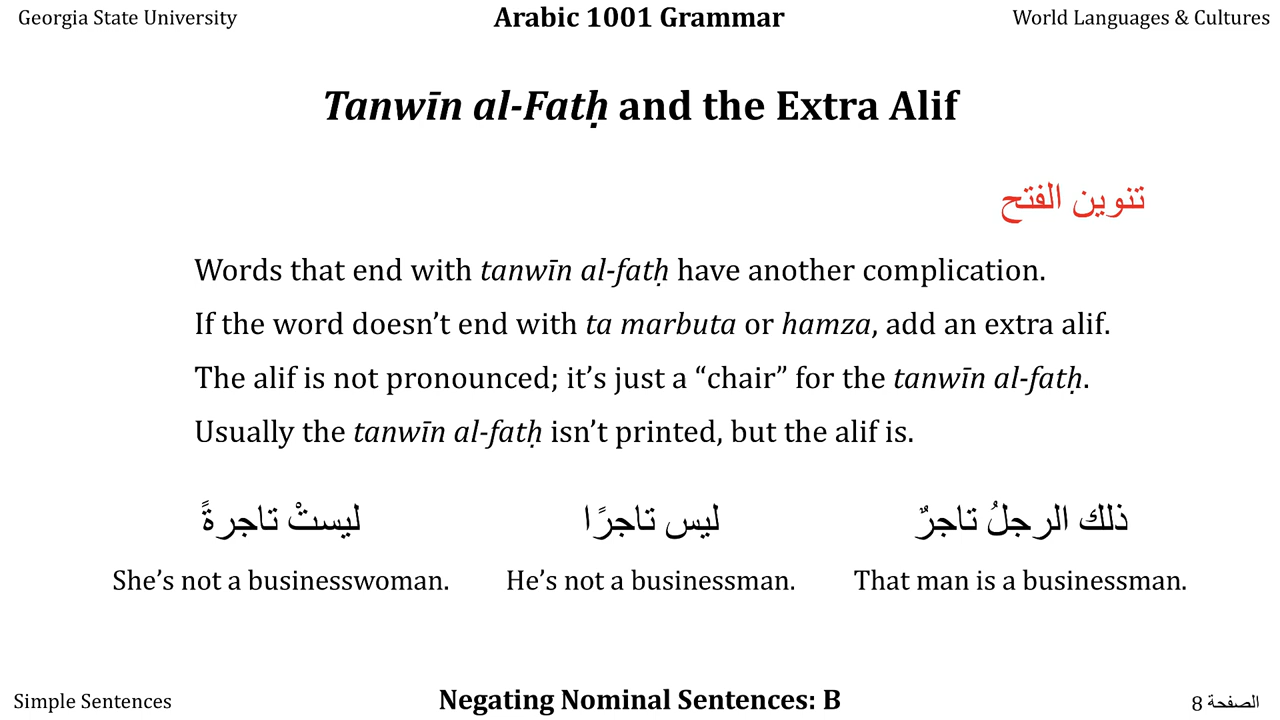 Georgia State University
Arabic 1001 Grammar
World Languages & Cultures
Tanwīn al-Fatḥ and the Extra Alif
تنوين الفتح
Words that end with tanwīn al-fatḥ have another complication.
If the word doesn’t end with ta marbuta or hamza, add an extra alif.
The alif is not pronounced; it’s just a “chair” for the tanwīn al-fatḥ.
Usually the tanwīn al-fatḥ isn’t printed, but the alif is.
ذلك الرجلُ تاجرٌ
ليس تاجرًا
ليستْ تاجرةً
She’s not a businesswoman.
He’s not a businessman.
That man is a businessman.
Simple Sentences
Negating Nominal Sentences: B
الصفحة 8